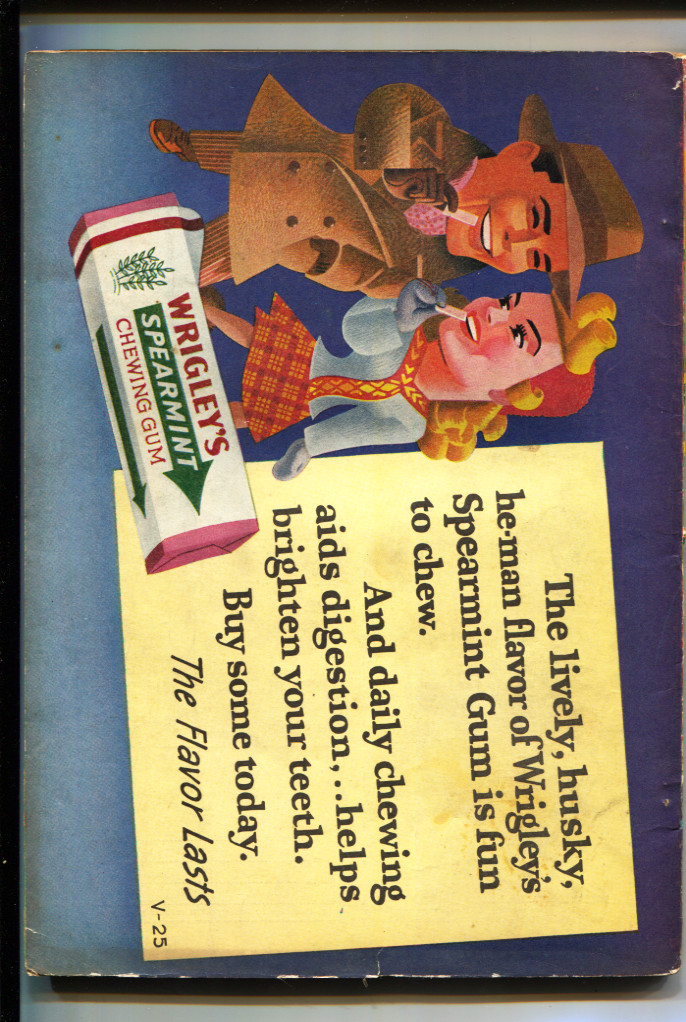 WRIGLEY'S
SPEARMINT
CHEWING GUM
The lively, husky,
he-man flavor of Wrigley's
Spearmint Gum is fun
to chew.
And daily chewing
aids digestion,..helps
brighten your teeth.
Buy some today.
The Flavor Lasts
V-25